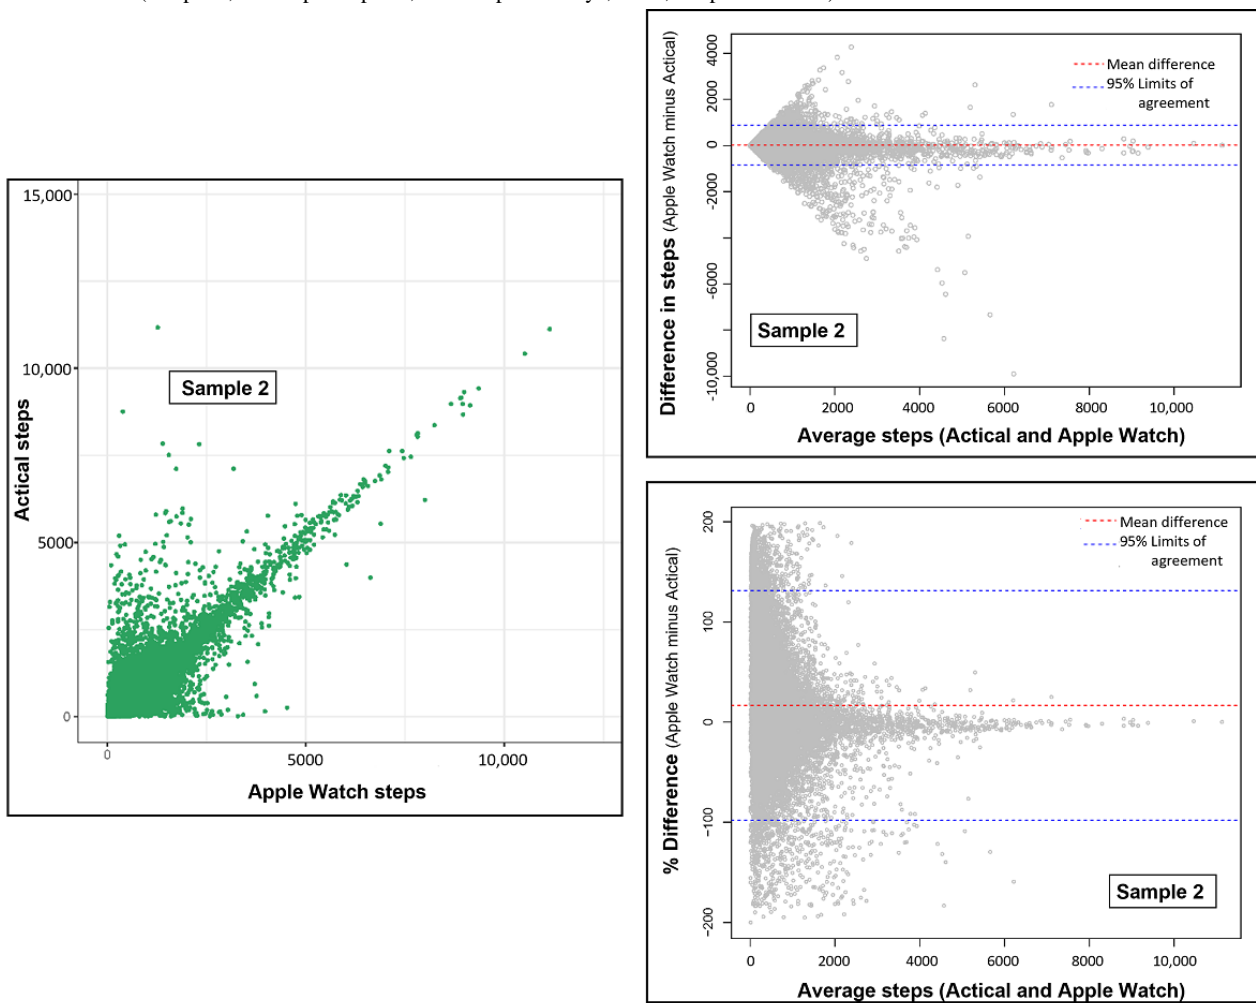 15,000
10,000
5000
0
Actical steps
Sample 2
0
5000
10,000
Apple Watch steps
4000
2000
0
-2000
-6000
-10,000
Difference in steps (Apple Watch minus Actical)
Mean difference
95% Limits of
agreement
Sample 2
0
2000
4000
6000
8000
10,000
Average steps (Actical and Apple Watch)
200
100
0
-100
-200
% Difference (Apple Watch minus Actical)
Mean difference
95% Limits of
agreement
Sample 2
0
2000
4000
6000
8000
10,000
Average steps (Actical and Apple Watch)